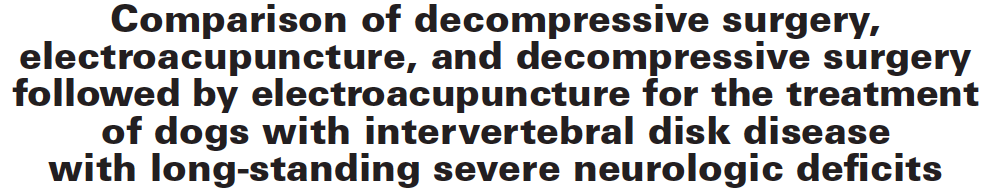 Comparison of decompressive surgery,
electroacupuncture, and decompressive surgery
followed by electroacupuncture for the treatment
of dogs with intervertebral disk disease
with long-standing severe neurologic deficits